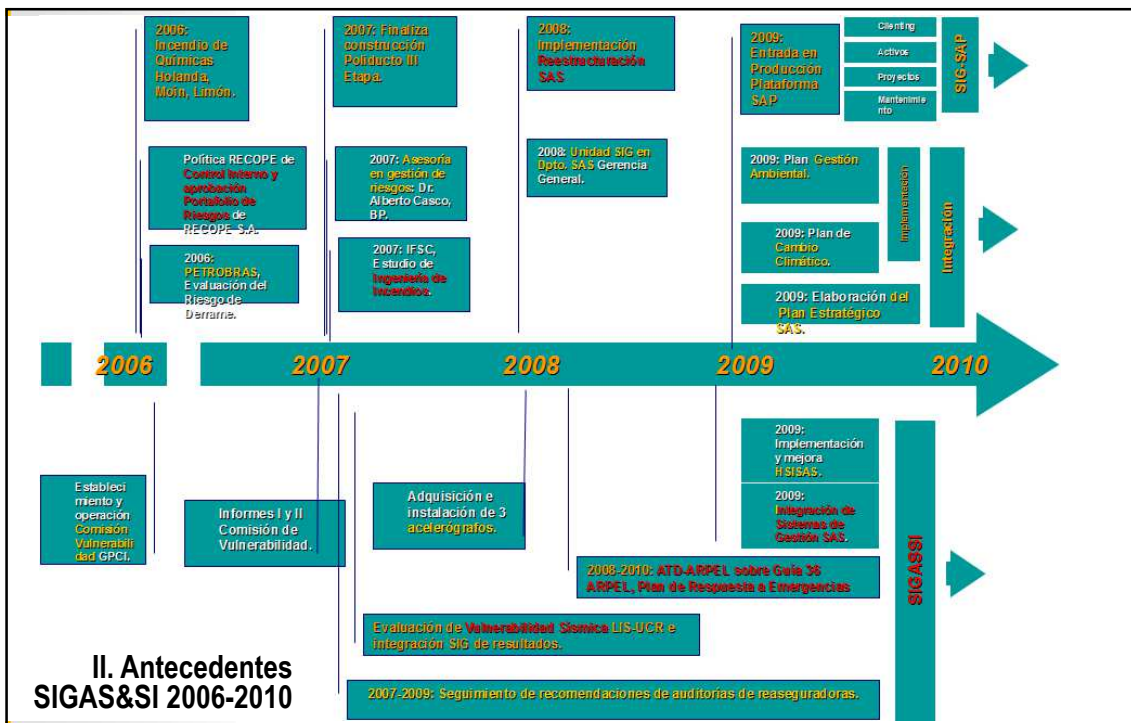 2006:
Incendio de
Químicas
Holanda,
Moín, Limón.
2007: Finaliza
construcción
Poliducto III
Etapa.
2008:
Implementación
Reestructuración
SAS
2009:
Entrada en
Producción
Plataforma
SAP
Clienting
Activos
Proyectos
Mantenimie
nto
SIG-SAP
Política RECOPE de
Control Interno y
aprobación
Portafolio de
Riesgos de
RECOPE S.A.
2007: Asesoría
en gestión de
riesgos: Dr.
Alberto Casco,
BP.
2008: Unidad SIG en
Dpto. SAS Gerencia
General.
2009: Plan Gestión
Ambiental.
Implementación
Integración
2006:
PETROBRAS,
Evaluación del
Riesgo de
Derrame.
2007: IFSC,
Estudio de
Ingeniería de
Incendios.
2009: Plan de
Cambio
Climático.
2009: Elaboración del
Plan Estratégico
SAS.
2006 2007 2008 2009 2010
Estableci
miento y
operación
Comisión
Vulnerabili
dad GPCI.
Informes I y II
Comisión de
Vulnerabilidad.
Adquisición e
instalación de 3
acelerógrafos.
2009:
Implementación
y mejora
HSISAS.
2009:
Integración de
Sistemas de
Gestión SAS.
SIGASSI
2008-2010: ATD-ARPEL sobre Guía 36
ARPEL, Plan de Respuesta a Emergencias
Evaluación de Vulnerabilidad Sísmica LIS-UCR e
integración SIG de resultados.
2007-2009: Seguimiento de recomendaciones de auditorías de reaseguradoras.
II. Antecedentes
SIGAS&SI 2006-2010